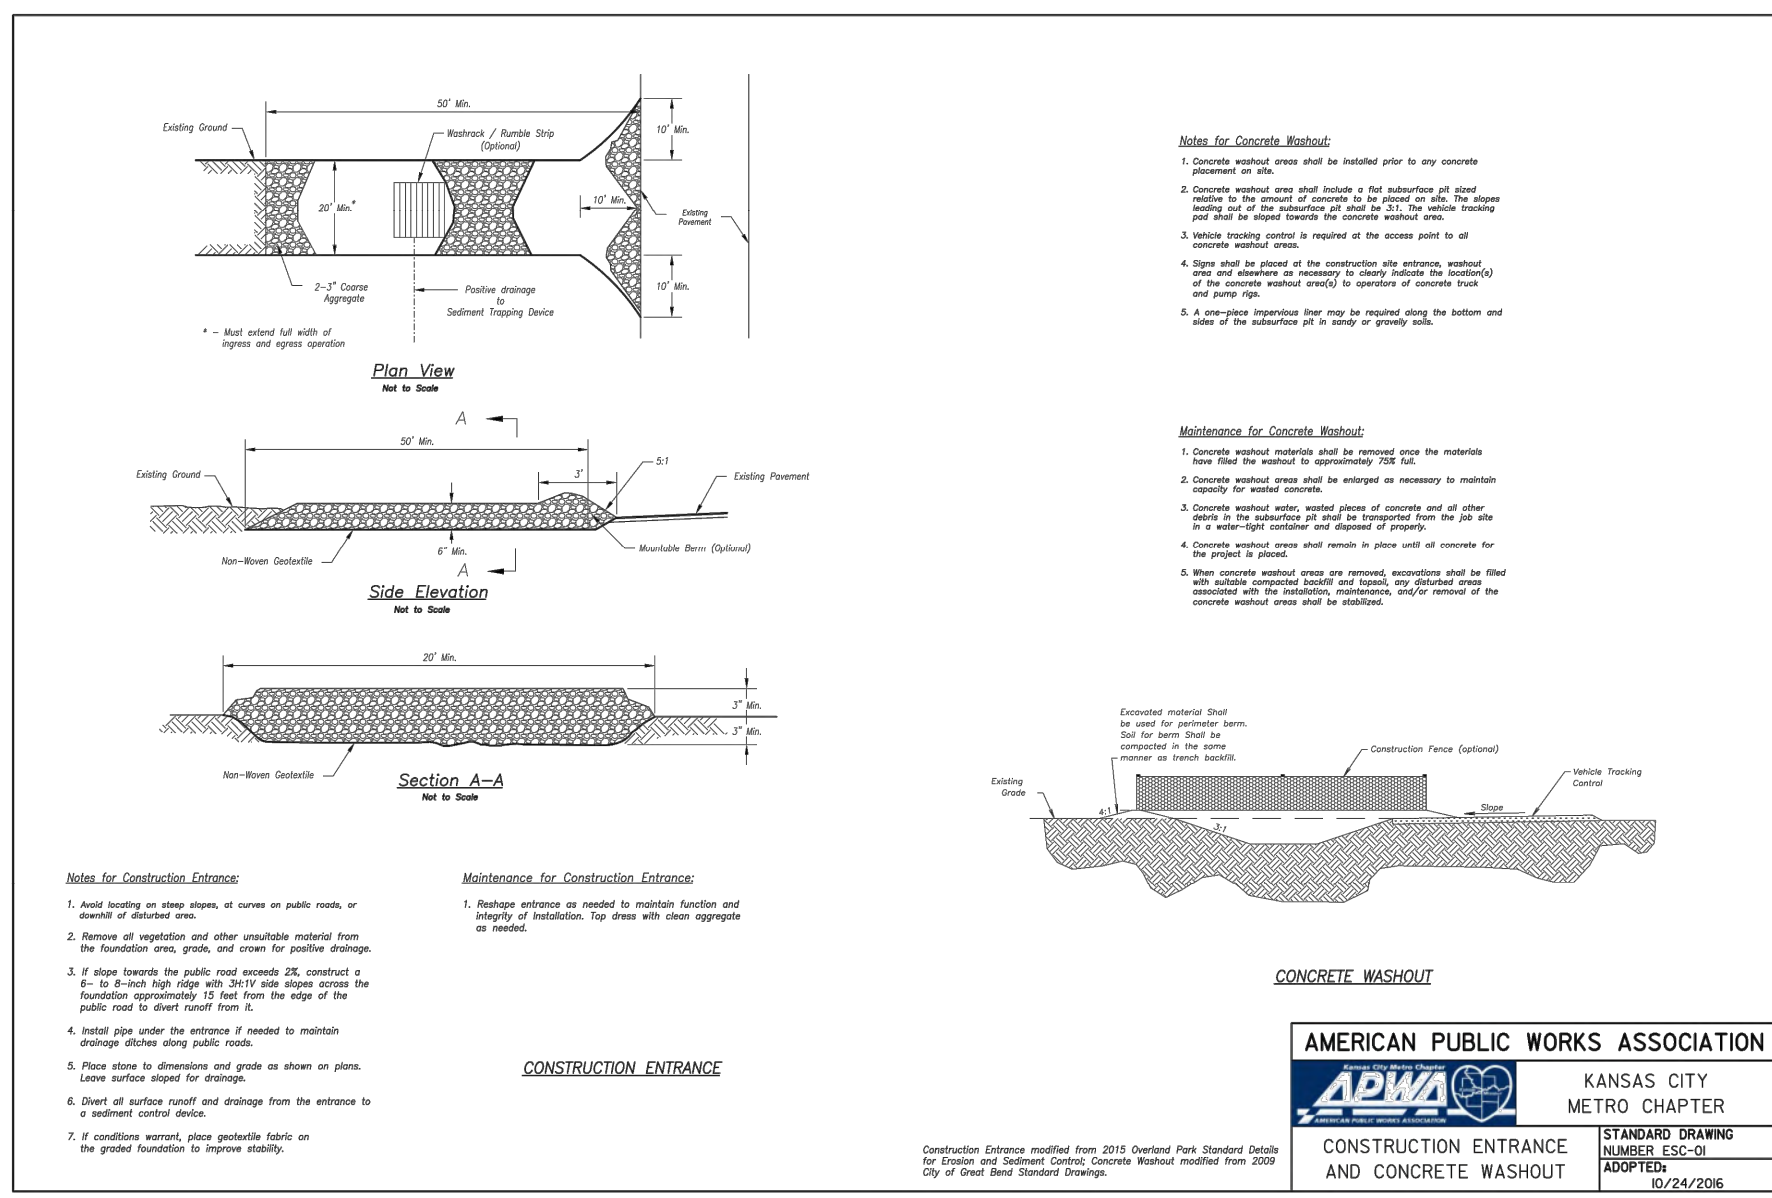 50' Min.
Existing Ground
Washrack / Rumble Strip
(Optional)
10' Min.
20' Min.*
10' Min.
Existing
Pavement
2-3" Coarse
Aggregate
Positive drainage
to
Sediment Trapping Device
10' Min.
* - Must extend full width of
ingress and egress operation
Plan View
Not to Scale
A
50' Min.
5:1
3'
Existing Ground
Existing Pavement
6" Min.
Mountable Berm (Optional)
Non-Woven Geotextile
A
Side Elevation
Not to Scale
20' Min.
3" Min.
3" Min.
Non-Woven Geotextile
Section A-A
Not to Scale
Notes for Construction Entrance:
1. Avoid locating on steep slopes, at curves on public roads, or
downhill of disturbed area.
2. Remove all vegetation and other unsuitable material from
the foundation area, grade, and crown for positive drainage.
3. If slope towards the public road exceeds 2%, construct a
6- to 8-inch high ridge with 3H:1V side slopes across the
foundation approximately 15 feet from the edge of the
public road to divert runoff from it.
4. Install pipe under the entrance if needed to maintain
drainage ditches along public roads.
5. Place stone to dimensions and grade as shown on plans.
Leave surface sloped for drainage.
6. Divert all surface runoff and drainage from the entrance to
a sediment control device.
7. If conditions warrant, place geotextile fabric on
the graded foundation to improve stability.
Maintenance for Construction Entrance:
1. Reshape entrance as needed to maintain function and
integrity of Installation. Top dress with clean aggregate
as needed.
CONSTRUCTION ENTRANCE
Notes for Concrete Washout:
1. Concrete washout areas shall be installed prior to any concrete
placement on site.
2. Concrete washout area shall include a flat subsurface pit sized
relative to the amount of concrete to be placed on site. The slopes
leading out of the subsurface pit shall be 3:1. The vehicle tracking
pad shall be sloped towards the concrete washout area.
3. Vehicle tracking control is required at the access point to all
concrete washout areas.
4. Signs shall be placed at the construction site entrance, washout
area and elsewhere as necessary to clearly indicate the location(s)
of the concrete washout area(s) to operators of concrete truck
and pump rigs.
5. A one-piece impervious liner may be required along the bottom and
sides of the subsurface pit in sandy or gravelly soils.
Maintenance for Concrete Washout:
1. Concrete washout materials shall be removed once the materials
have filled the washout to approximately 75% full.
2. Concrete washout areas shall be enlarged as necessary to maintain
capacity for wasted concrete.
3. Concrete washout water, wasted pieces of concrete and all other
debris in the subsurface pit shall be transported from the job site
in a water-tight container and disposed of properly.
4. Concrete washout areas shall remain in place until all concrete for
the project is placed.
5. When concrete washout areas are removed, excavations shall be filled
with suitable compacted backfill and topsoil, any disturbed areas
associated with the installation, maintenance, and/or removal of the
concrete washout areas shall be stabilized.
Excavated material Shall
be used for perimeter berm.
Soil for berm Shall be
compacted in the same
manner as trench backfill.
Construction Fence (optional)
Existing
Grade
Vehicle Tracking
Control
4:1
Slope
3:1
CONCRETE WASHOUT
Construction Entrance modified from 2015 Overland Park Standard Details
for Erosion and Sediment Control; Concrete Washout modified from 2009
City of Great Bend Standard Drawings.
AMERICAN PUBLIC WORKS ASSOCIATION
Kansas City Metro Chapter
APWA
AMERICAN PUBLIC WORKS ASSOCIATION
KANSAS CITY
METRO CHAPTER
CONSTRUCTION ENTRANCE
AND CONCRETE WASHOUT
STANDARD DRAWING
NUMBER ESC-01
ADOPTED:
10/24/2016